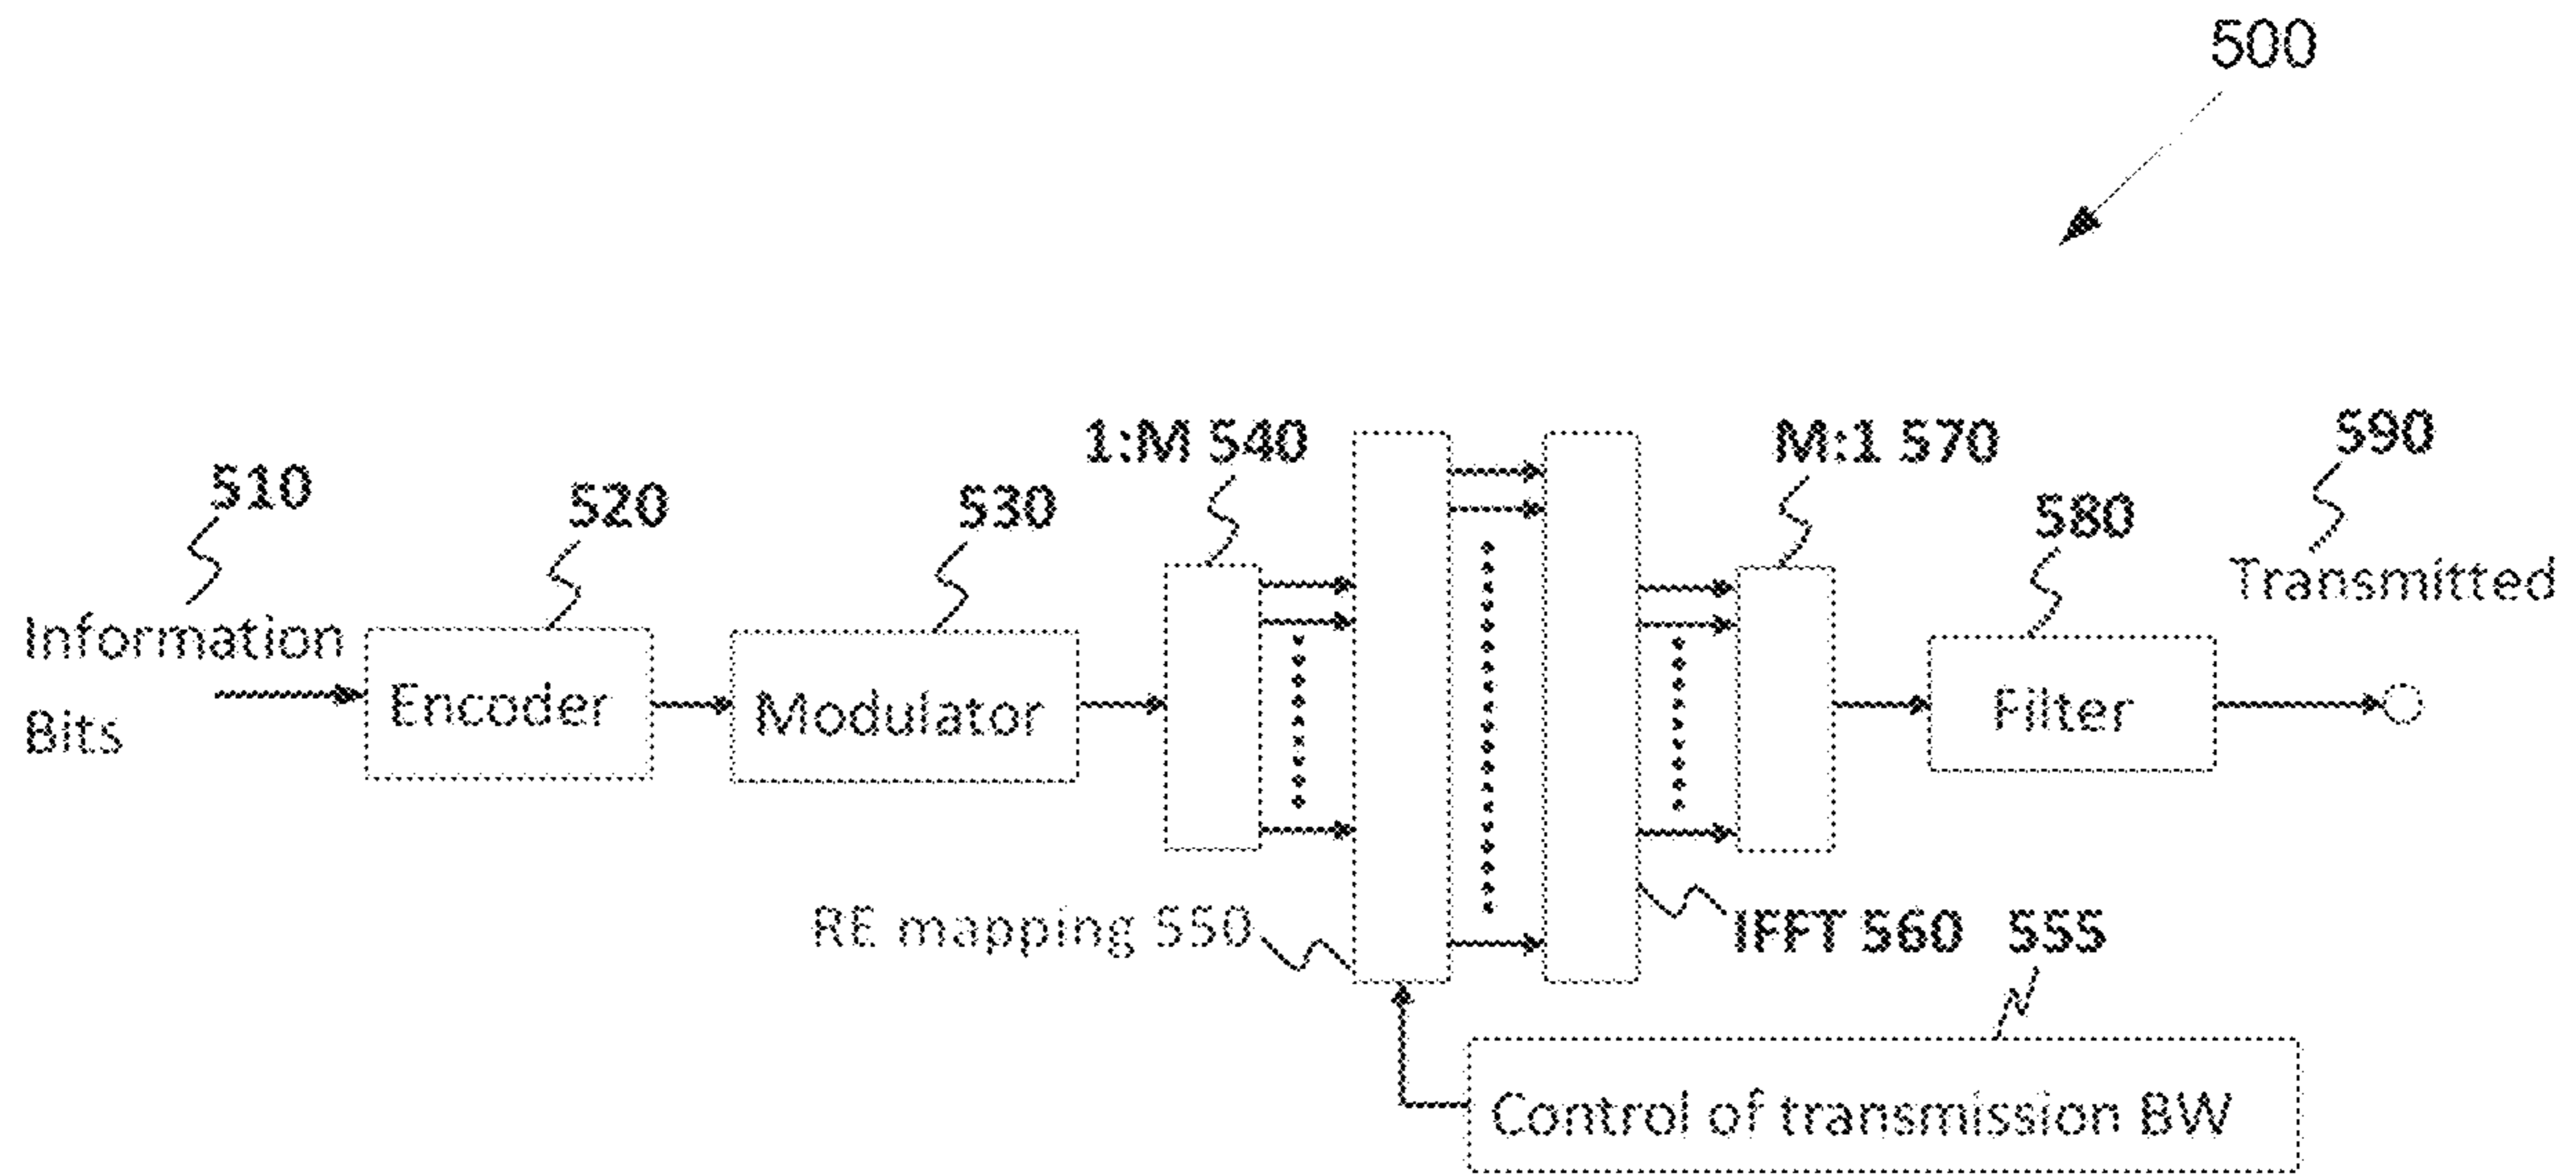 500
590
1:M 540
M:1 570
510
520
530
580
Transmitted
Information
Bits
Encoder
Modulator
Filter
RE mapping 550
IFFT 560
555
Control of transmission BW